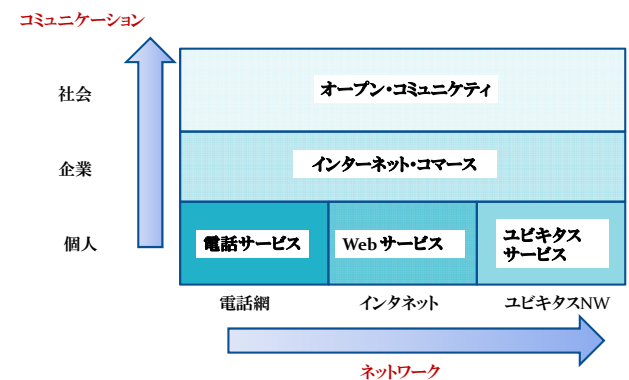 コミュニケーション
社会
オープン・コミュニケティ
企業
インターネット・コマース
個人
電話サービス
Webサービス
ユビキタス
サービス
電話網
インタネット
ユビキタスNW
ネットワーク